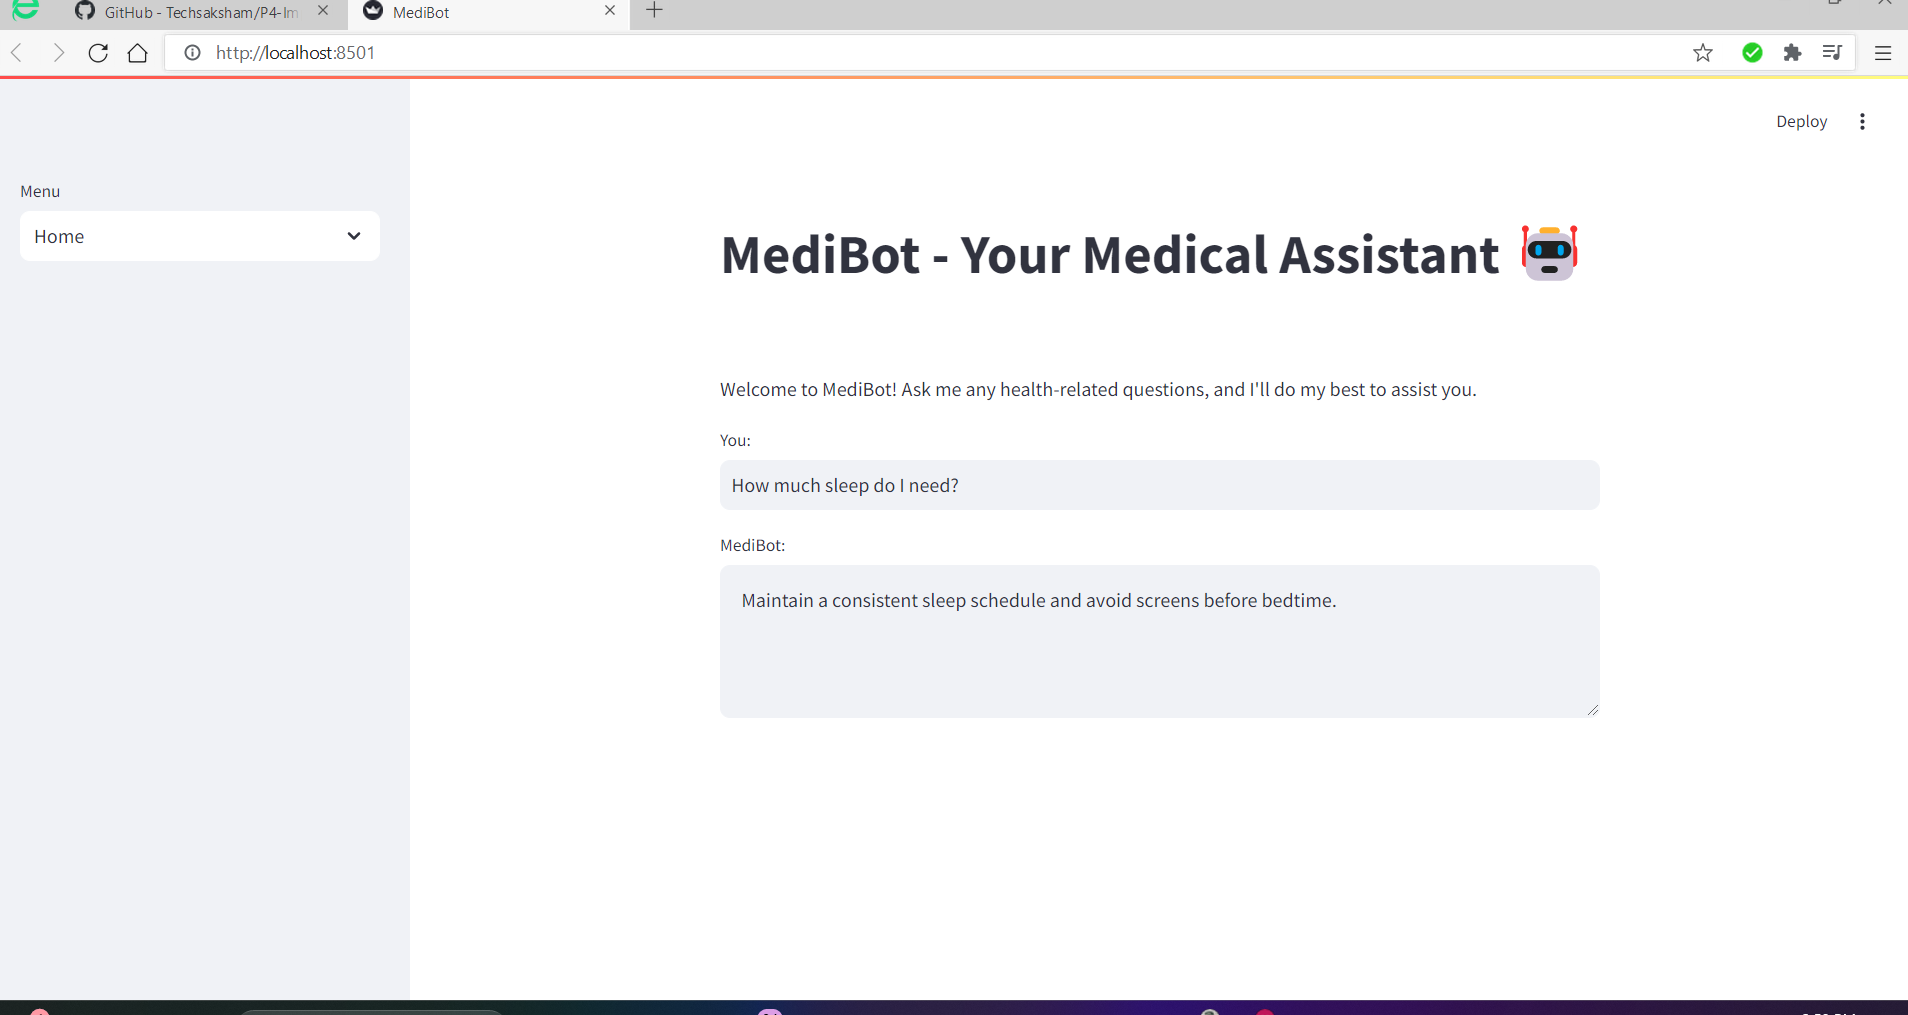 GitHub - Techsaksham/P4-Im
MediBot
http://localhost:8501
Deploy
Menu
Home
MediBot - Your Medical Assistant
Welcome to MediBot! Ask me any health-related questions, and I'll do my best to assist you.
You:
How much sleep do I need?
MediBot:
Maintain a consistent sleep schedule and avoid screens before bedtime.